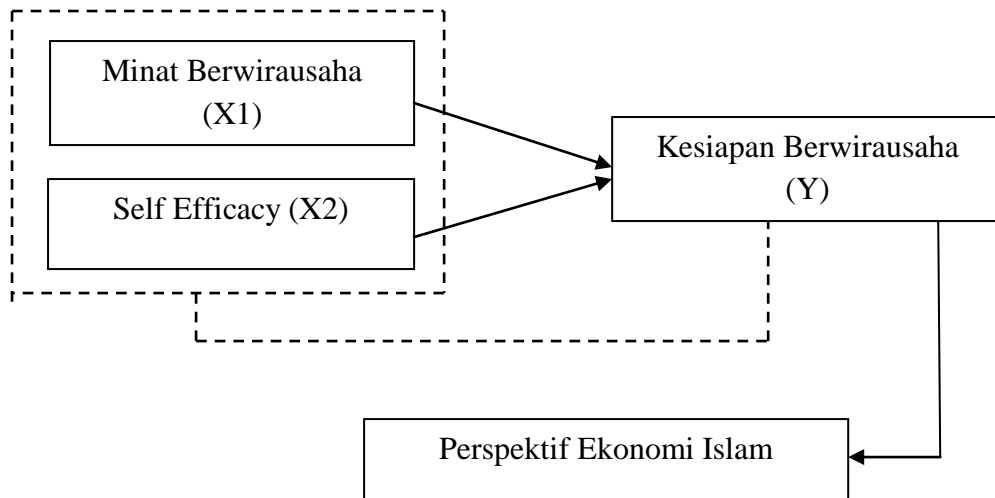 Minat Berwirausaha
(X1)
Self Efficacy (X2)
Kesiapan Berwirausaha
(Y)
Perspektif Ekonomi Islam